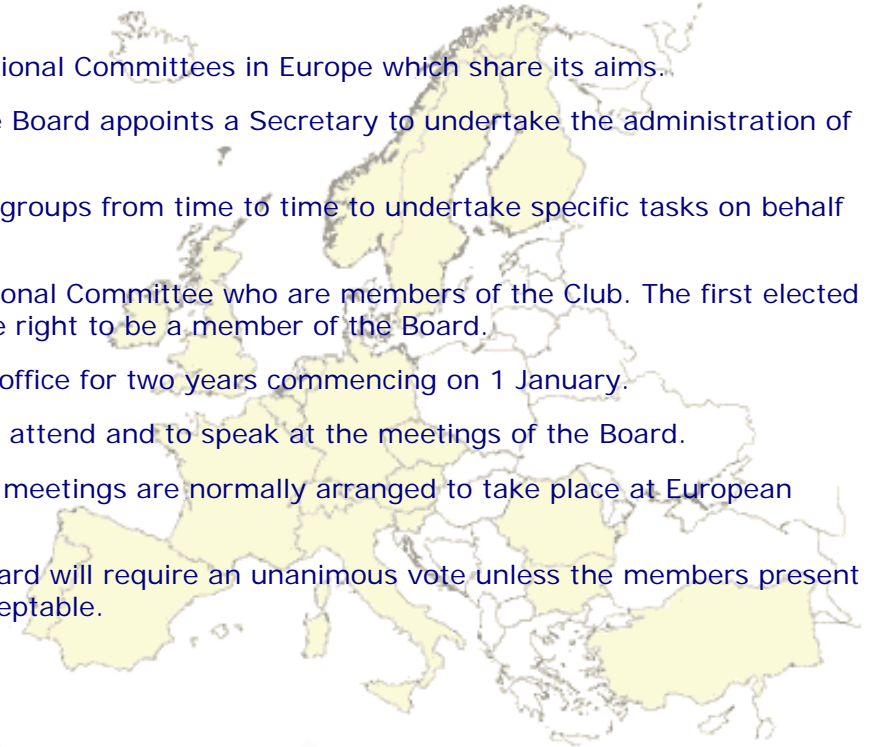 ional Committees in Europe which share its aims.
e Board appoints a Secretary to undertake the administration of
groups from time to time to undertake specific tasks on behalf
onal Committee who are members of the Club. The first elected
e right to be a member of the Board.
office for two years commencing on 1 January.
attend and to speak at the meetings of the Board.
meetings are normally arranged to take place at European
ard will require an unanimous vote unless the members present
eptable.